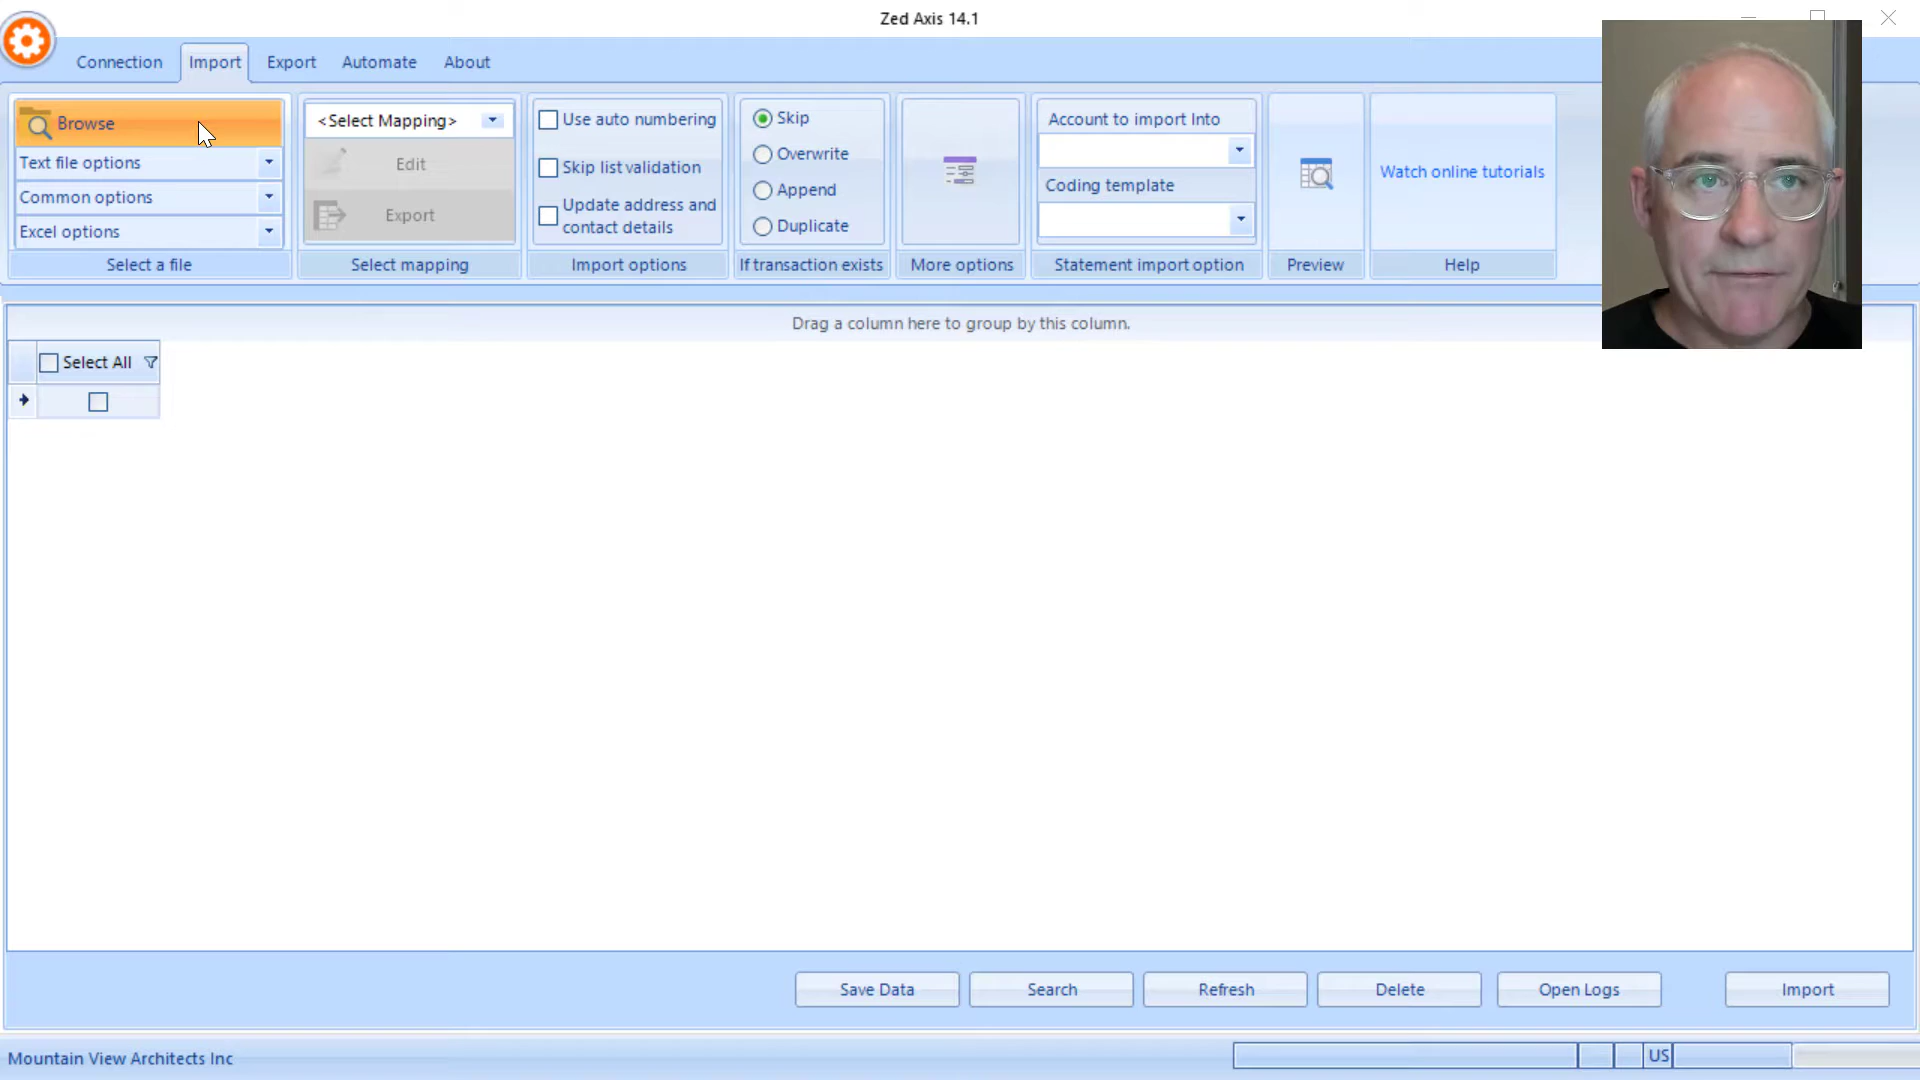 Zed Axis 14.1
Connection Import Export Automate About
Browse
Text file options
Common options
Excel options
Select a file
<Select Mapping>
Edit
Export
Select mapping
Use auto numbering
Skip list validation
Update address and
contact details
Import options
Skip
Overwrite
Append
Duplicate
If transaction exists
More options
Account to import Into
Coding template
Statement import option
Preview
Watch online tutorials
Help
Drag a column here to group by this column.
Select All
Save Data Search Refresh Delete Open Logs Import
Mountain View Architects Inc
US